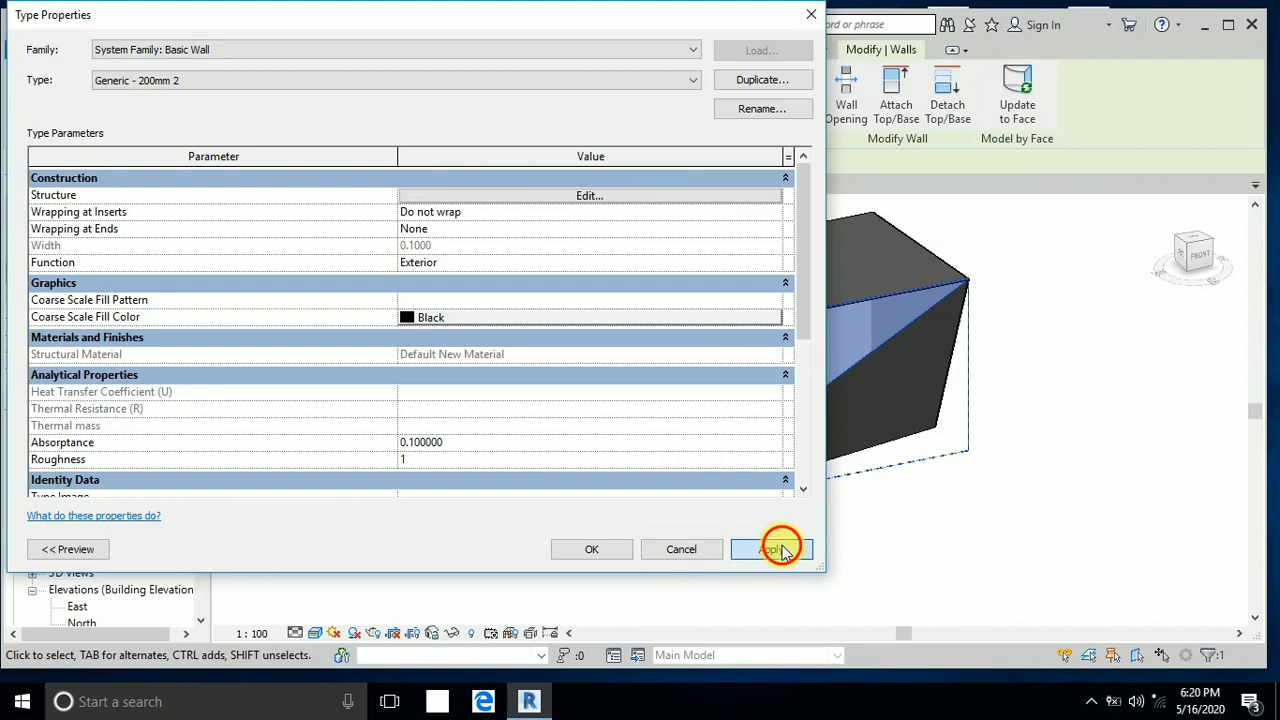 Type Properties
ord or phrase
Sign In
Family:
System Family: Basic Wall
Load...
Modify | Walls
Type:
Generic - 200mm 2
Duplicate...
Rename...
Wall
Opening
Attach
Top/Base
Detach
Top/Base
Update
to Face
Modify Wall
Model by Face
Type Parameters
Parameter
Value
=
Construction
Structure
Edit...
Wrapping at Inserts
Do not wrap
Wrapping at Ends
None
Width
0.1000
Function
Exterior
Graphics
Coarse Scale Fill Pattern
Coarse Scale Fill Color
Black
Materials and Finishes
Structural Material
Default New Material
Analytical Properties
Heat Transfer Coefficient (U)
Thermal Resistance (R)
Thermal mass
Absorptance
0.100000
Roughness
1
Identity Data
Type Image
What do these properties do?
<< Preview
OK
Cancel
Apply
FRONT
3D Views
Elevations (Building Elevation
East
North
1 : 100
Click to select, TAB for alternates, CTRL adds, SHIFT unselects.
:0
Main Model
:1
Start a search
R
6:20 PM
5/16/2020
3